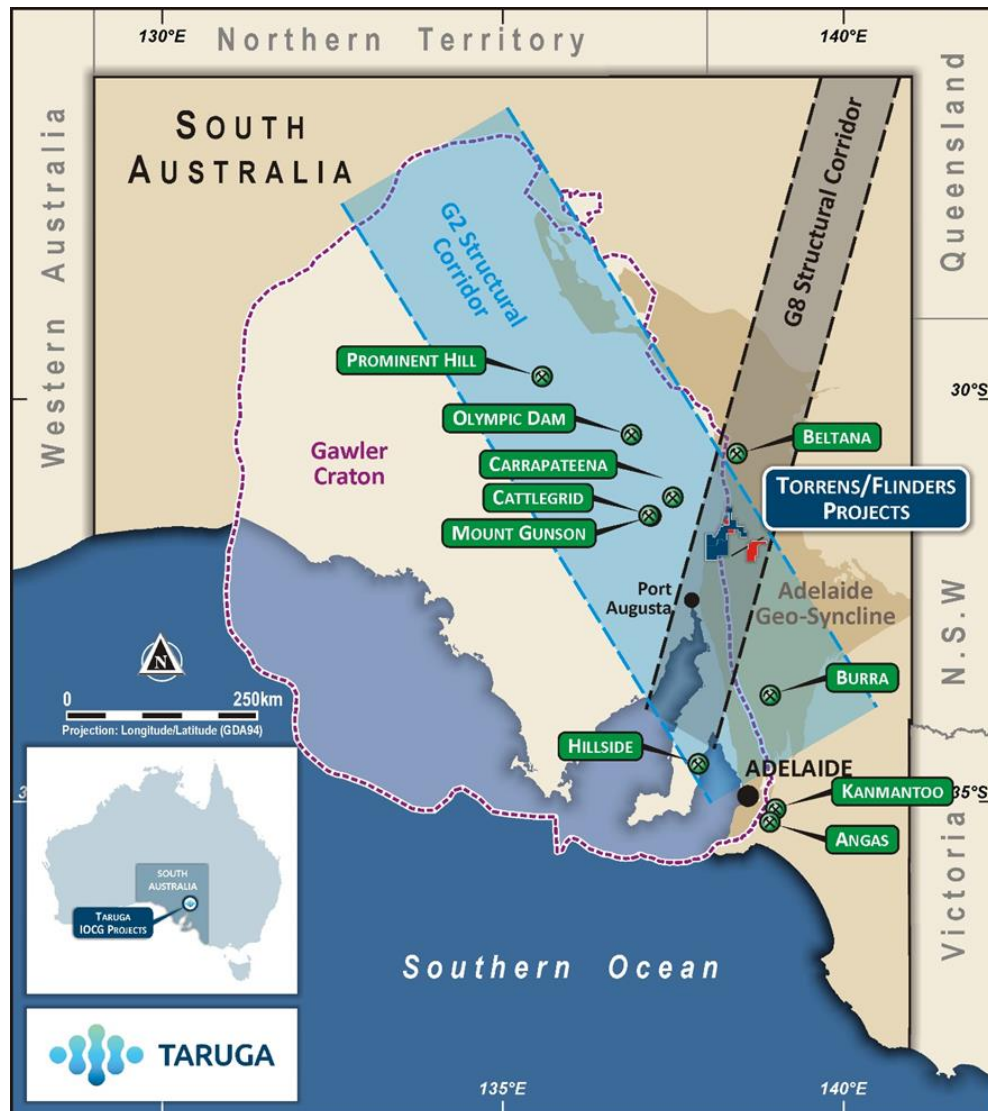 130°E
140°E
Northern Territory
Queensland
Western Australia
SOUTH
AUSTRALIA
G8 Structural Corridor
G2 Structural
Corridor
PROMINENT HILL
30°S
OLYMPIC DAM
BELTANA
Gawler
Craton
CARRAPATEENA
CATTLEGRID
MOUNT GUNSON
TORRENS/FLINDERS
PROJECTS
Port
Augusta
Adelaide
Geo-Syncline
N.S.W
N
0
250km
Projection: Longitude/Latitude (GDA94)
BURRA
HILLSIDE
ADELAIDE
KANMANTOO
35°S
ANGAS
Victoria
SOUTH
AUSTRALIA
TARUGA
IOCG PROJECTS
Southern Ocean
TARUGA
135°E
140°E